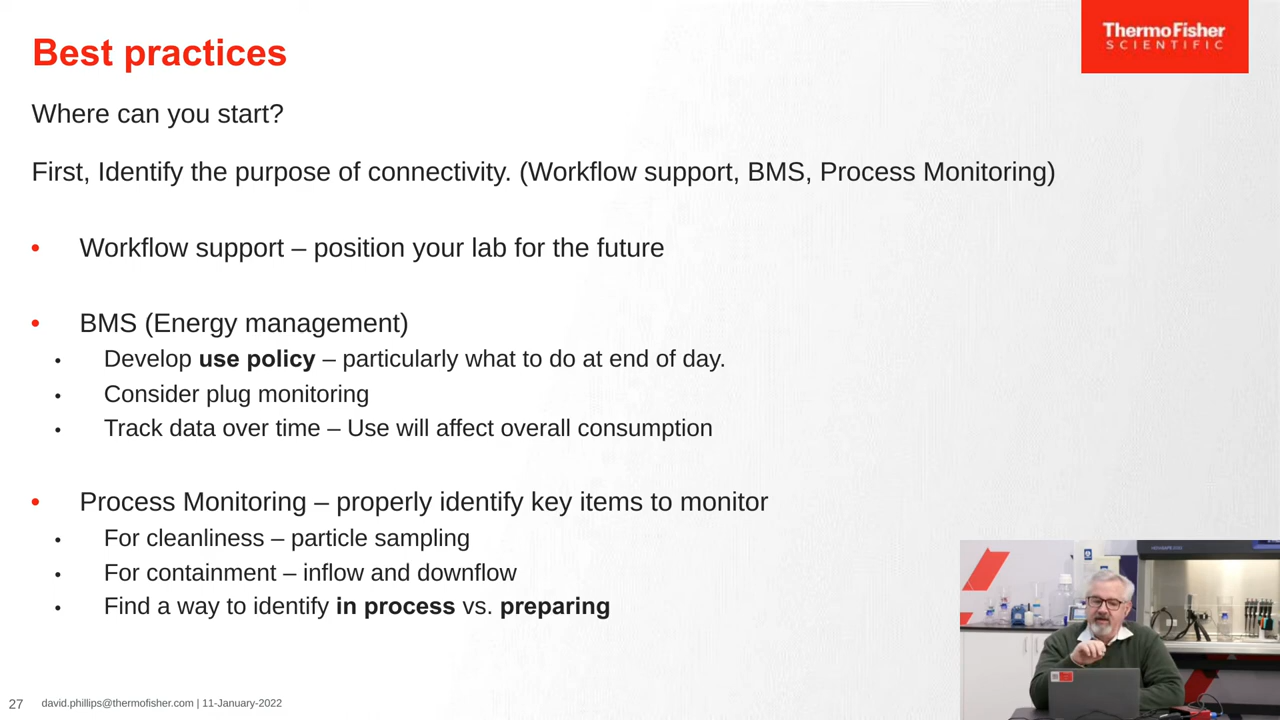 Best practices
ThermoFisher
SCIENTIFIC
Where can you start?
First, Identify the purpose of connectivity. (Workflow support, BMS, Process Monitoring)
• Workflow support – position your lab for the future
• BMS (Energy management)
• Develop use policy – particularly what to do at end of day.
• Consider plug monitoring
• Track data over time – Use will affect overall consumption
• Process Monitoring – properly identify key items to monitor
• For cleanliness – particle sampling
• For containment – inflow and downflow
• Find a way to identify in process vs. preparing
27 david.phillips@thermofisher.com | 11-January-2022